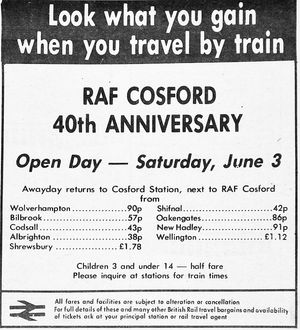 Look what you gain
when you travel by train
RAF COSFORD
40th ANNIVERSARY
Open Day — Saturday, June 3
Awayday returns to Cosford Station, next to RAF Cosford
from
Wolverhampton ............... 90p
Bilbrook ............... 57p
Codsall ............... 43p
Albrighton ............... 38p
Shrewsbury ............... £1.78
Shifnal ............... 42p
Oakengates ............... 86p
New Hadley ............... 91p
Wellington ............... £1.12
Children 3 and under 14 — half fare
Please inquire at stations for train times
All fares and facilities are subject to alteration or cancellation
For full details of these and many other British Rail travel bargains and availability
of tickets ask at your principal station or rail travel agent